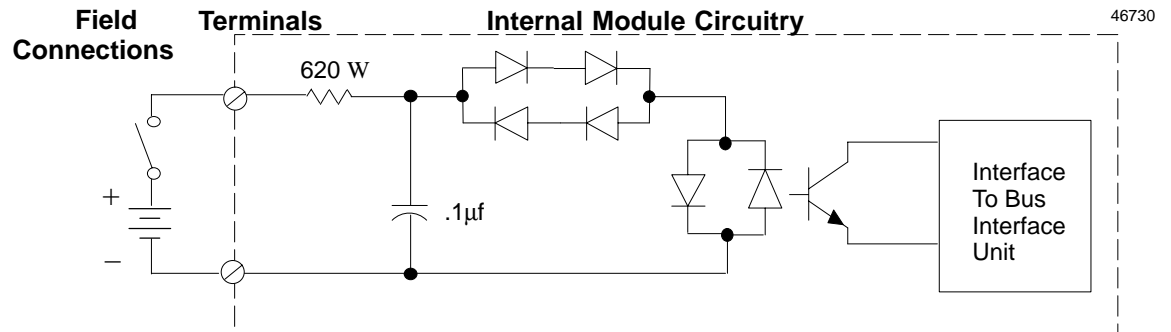 Field Connections
Terminals
Internal Module Circuitry
46730
620 W
+
.1µf
–
Interface
To Bus
Interface
Unit